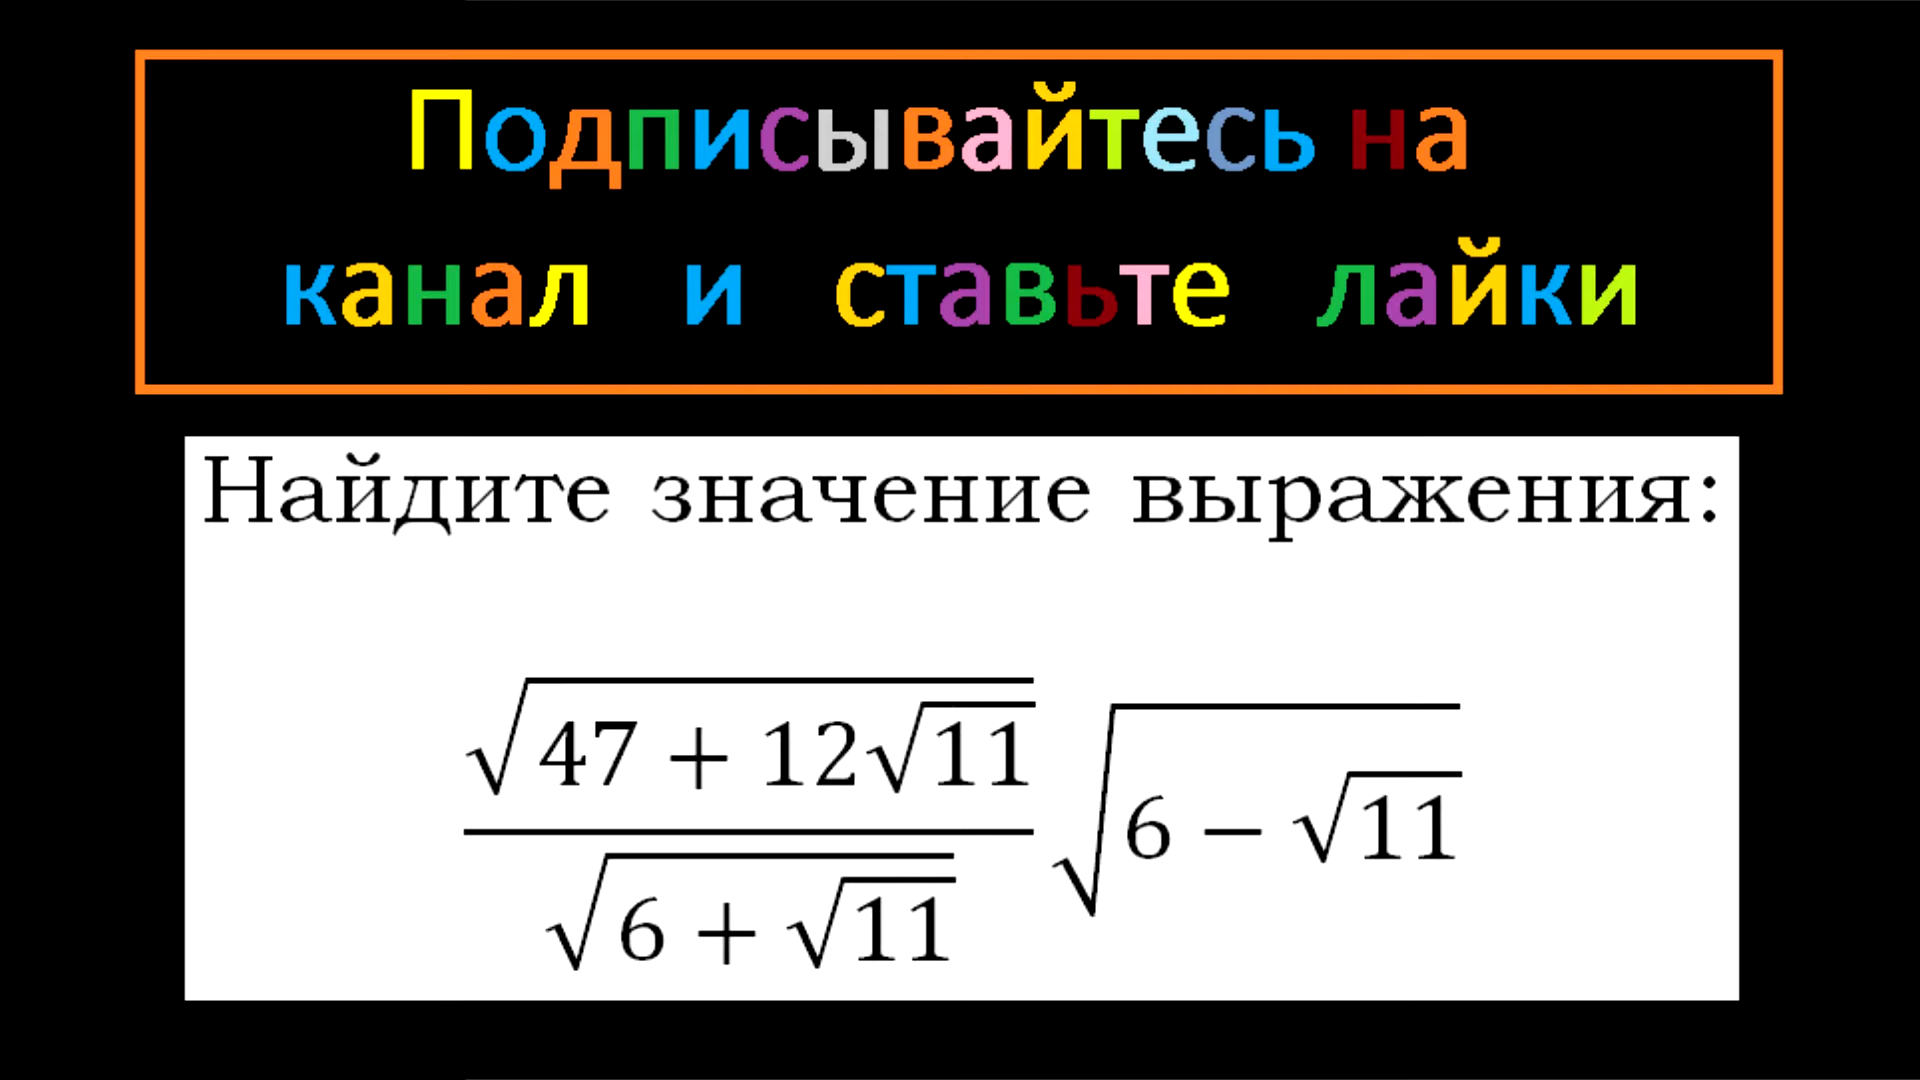 Подписывайтесь на
канал и ставьте лайки
Найдите значение выражения:
√(47 + 12√11)
√(6 + √11)
√(6 − √11)